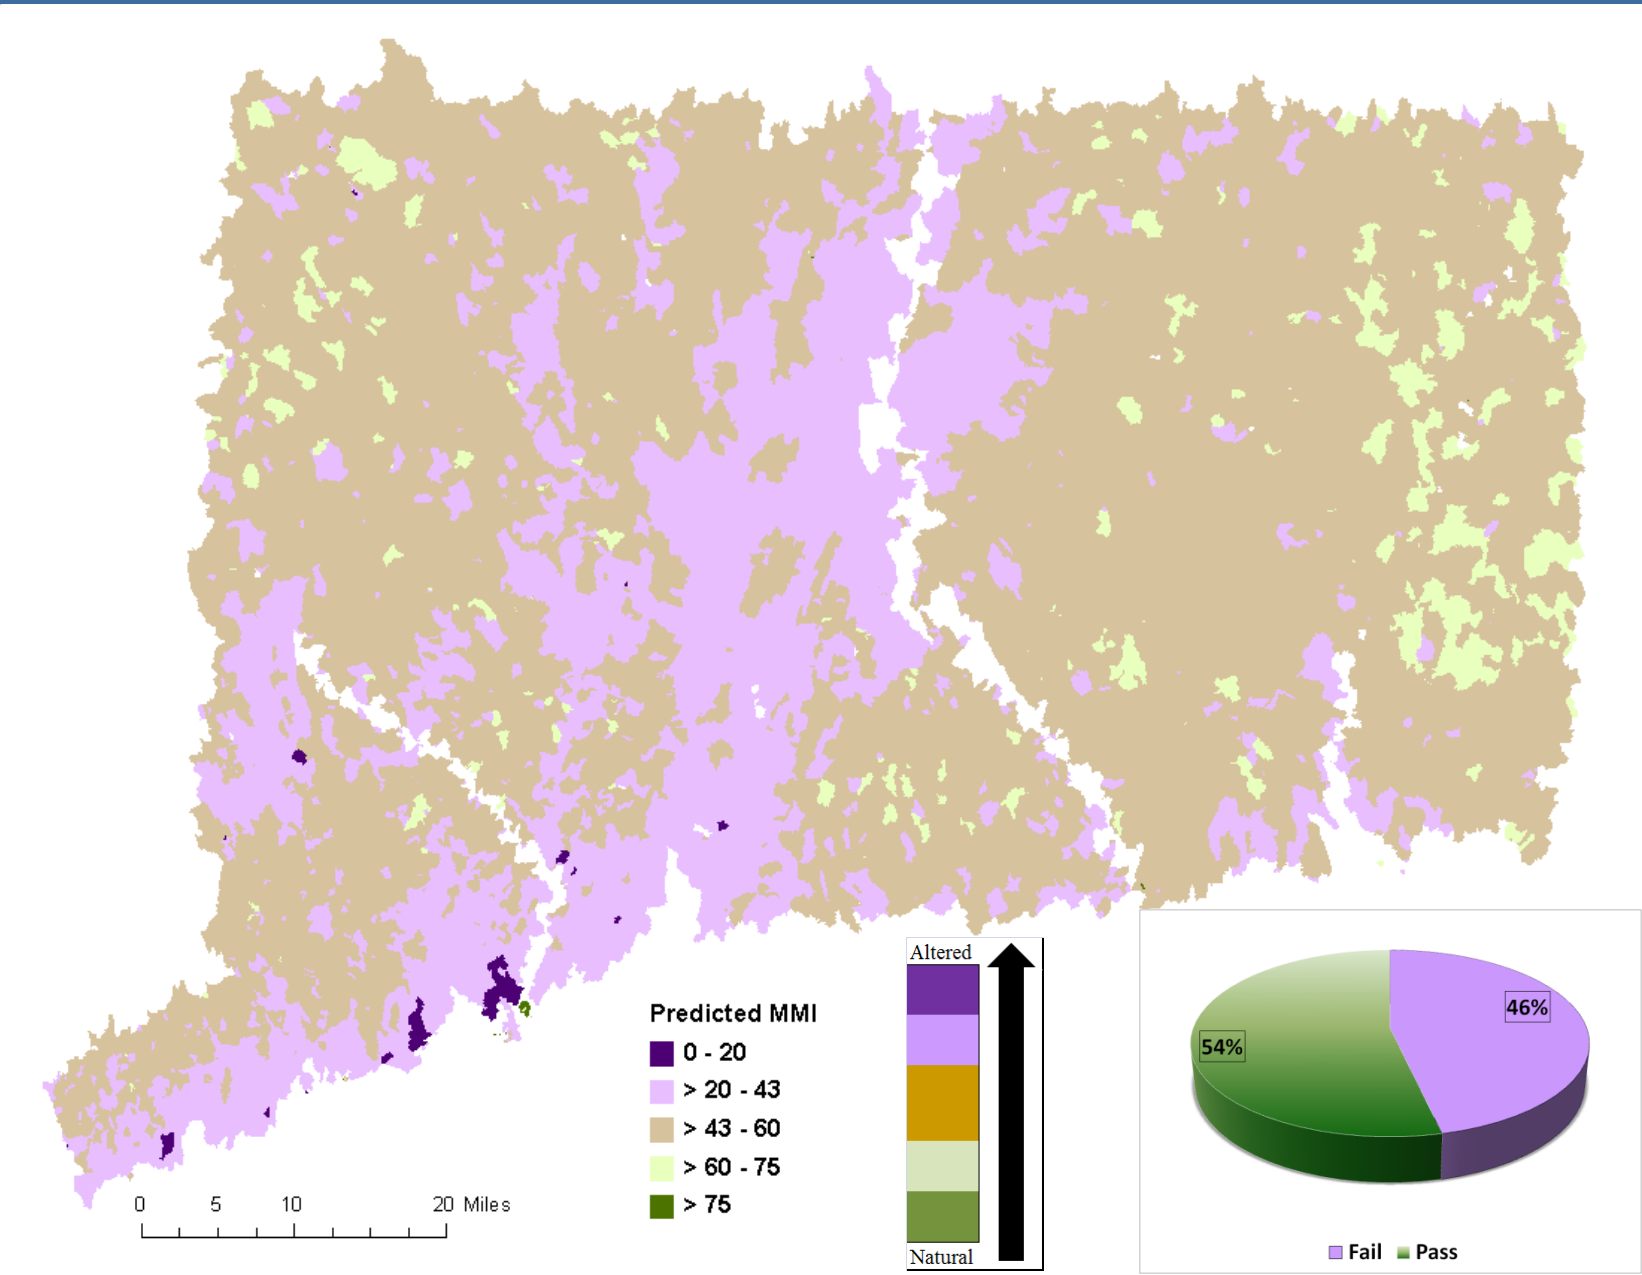 Altered
Natural
Predicted MMI
0 - 20
> 20 - 43
> 43 - 60
> 60 - 75
> 75
0 5 10 20 Miles
46%
54%
Fail Pass